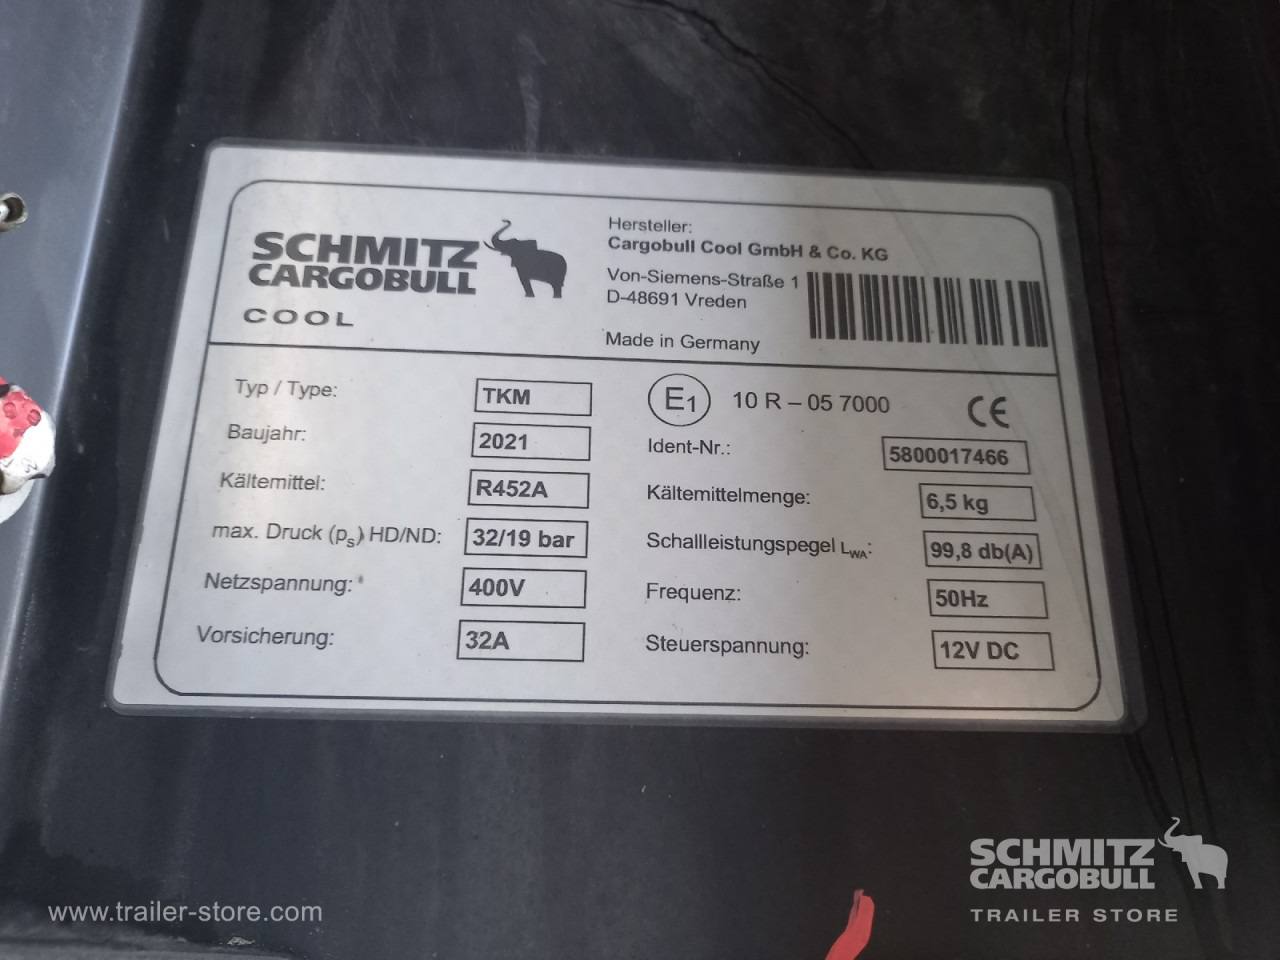 SCHMITZ
CARGOBULL
COOL
Hersteller:
Cargobull Cool GmbH & Co. KG
Von-Siemens-Straße 1
D-48691 Vreden
Made in Germany
Typ / Type: TKM
Baujahr: 2021
Kältemittel: R452A
max. Druck (ps) HD/ND: 32/19 bar
Netzspannung: 400V
Vorsicherung: 32A
E1 10 R – 05 7000 CE
Ident-Nr.: 5800017466
Kältemittelmenge: 6,5 kg
Schallleistungspegel LWA: 99,8 db(A)
Frequenz: 50Hz
Steuerspannung: 12V DC
www.trailer-store.com
SCHMITZ
CARGOBULL
TRAILER STORE